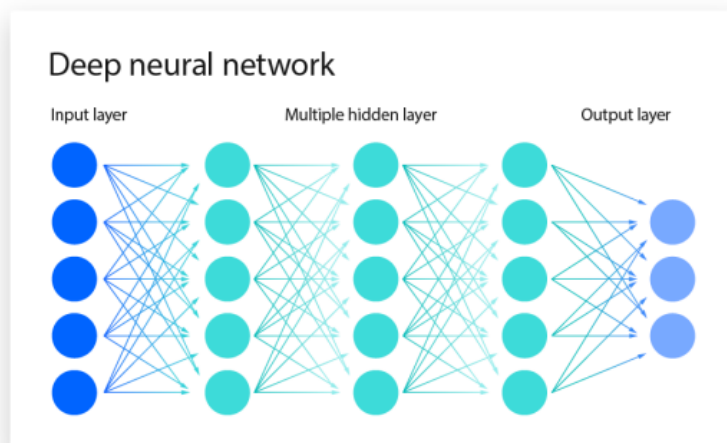 Deep neural network
Input layer
Multiple hidden layer
Output layer